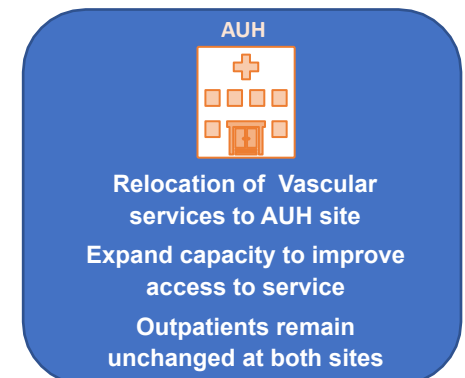 AUH
Relocation of Vascular
services to AUH site
Expand capacity to improve
access to service
Outpatients remain
unchanged at both sites